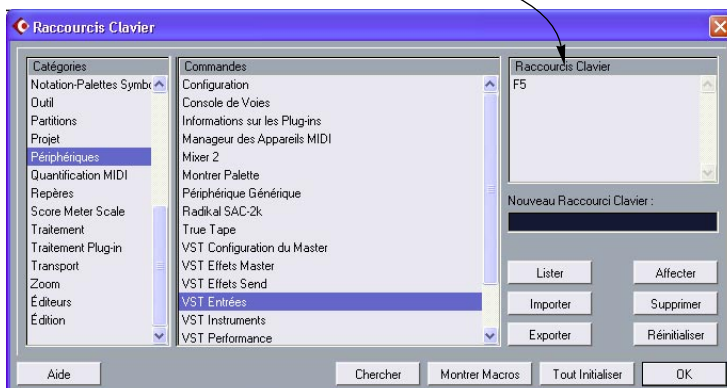 Raccourcis Clavier
Catégories
Notation-Palettes Symbo
Outil
Partitions
Projet
Périphériques
Quantification MIDI
Repères
Score Meter Scale
Traitement
Traitement Plug-in
Transport
Zoom
Éditeurs
Édition
Commandes
Configuration
Console de Voies
Informations sur les Plug-ins
Manageur des Appareils MIDI
Mixer 2
Montrer Palette
Périphérique Générique
Radikal SAC-2k
True Tape
VST Configuration du Master
VST Effets Master
VST Effets Send
VST Entrées
VST Instruments
VST Performance
Raccourcis Clavier
F5
Nouveau Raccourci Clavier :
Lister
Affecter
Importer
Supprimer
Exporter
Réinitialiser
Aide
Chercher
Montrer Macros
Tout Initialiser
OK